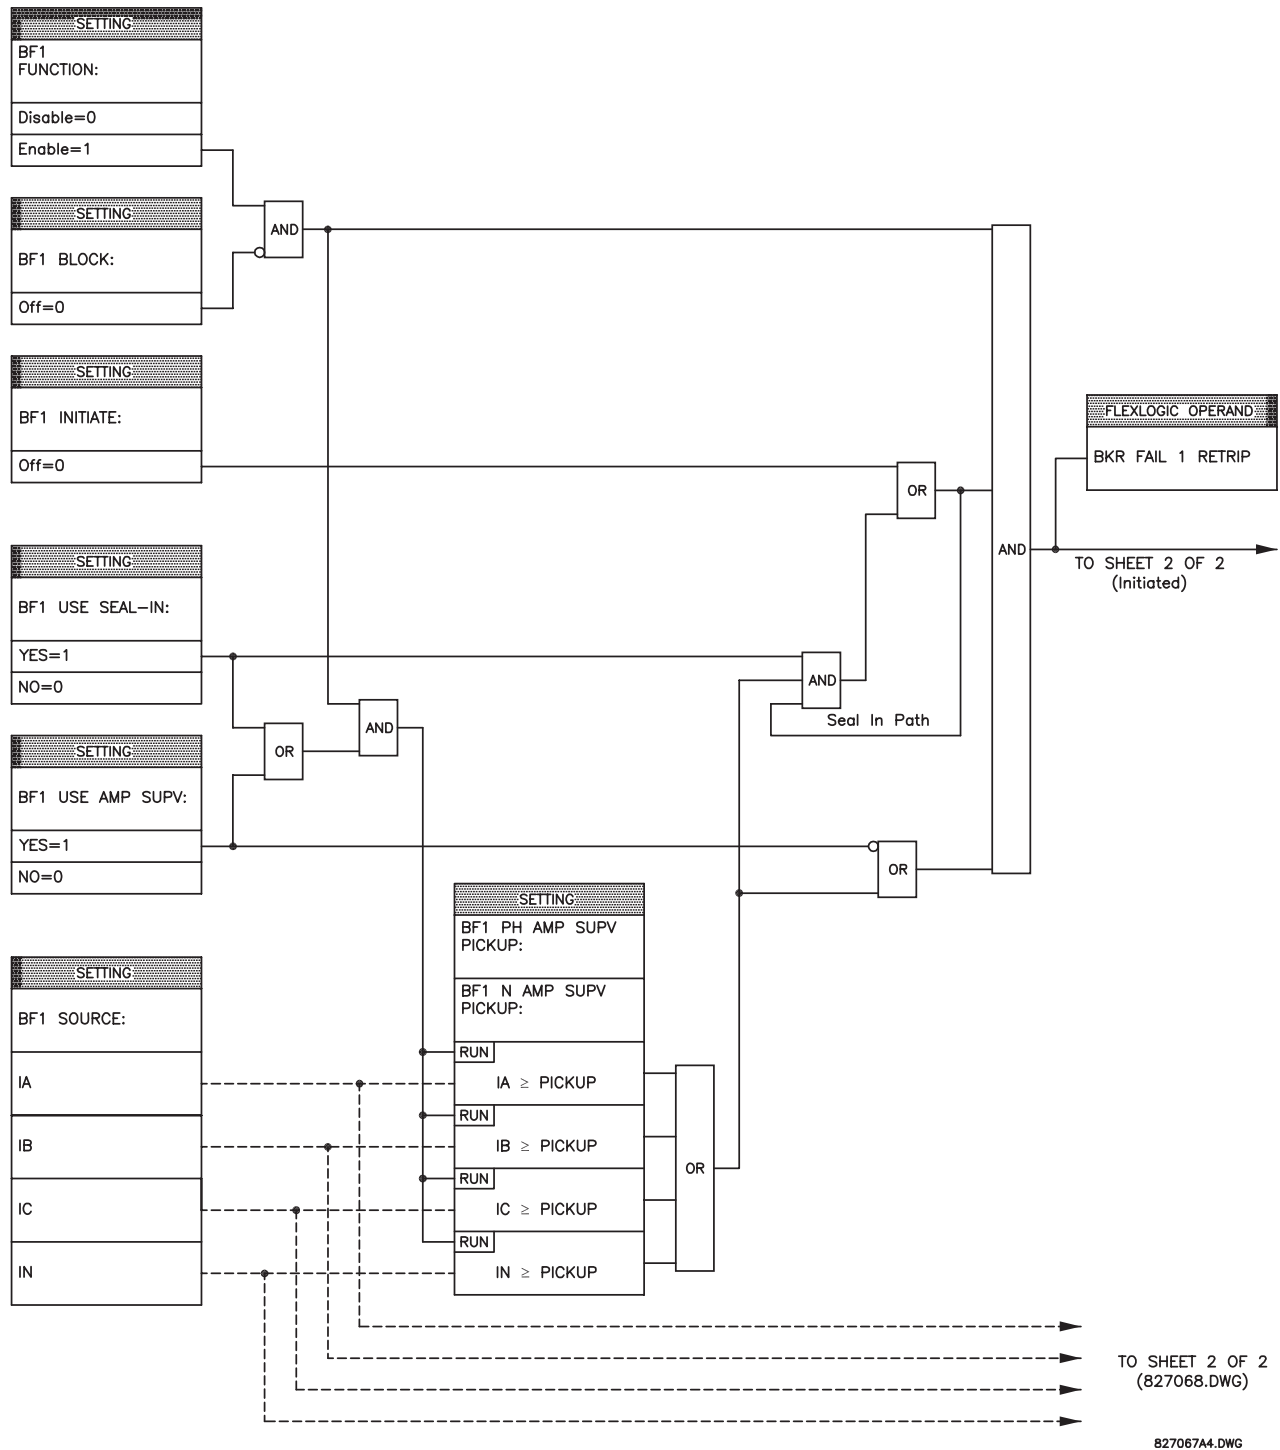 SETTING
BF1
FUNCTION:
Disable=0
Enable=1
SETTING
BF1 BLOCK:
Off=0
AND
SETTING
BF1 INITIATE:
Off=0
OR
FLEXLOGIC OPERAND
BKR FAIL 1 RETRIP
AND
TO SHEET 2 OF 2
(Initiated)
SETTING
BF1 USE SEAL-IN:
YES=1
NO=0
AND
Seal In Path
AND
OR
SETTING
BF1 USE AMP SUPV:
YES=1
NO=0
OR
SETTING
BF1 PH AMP SUPV
PICKUP:
BF1 N AMP SUPV
PICKUP:
SETTING
BF1 SOURCE:
IA
IB
IC
IN
RUN
IA ≥ PICKUP
RUN
IB ≥ PICKUP
RUN
IC ≥ PICKUP
RUN
IN ≥ PICKUP
OR
TO SHEET 2 OF 2
(827068.DWG)
827067A4.DWG